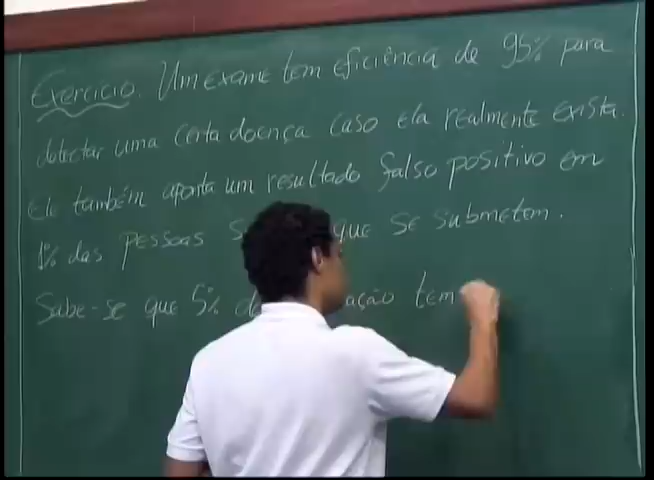 Exercício. Um exame tem eficiência de 95% para
detectar uma certa doença caso ela realmente exista.
Ele também aponta um resultado falso positivo em
1% das pessoas que se submetem.
Sabe-se que 5% tem